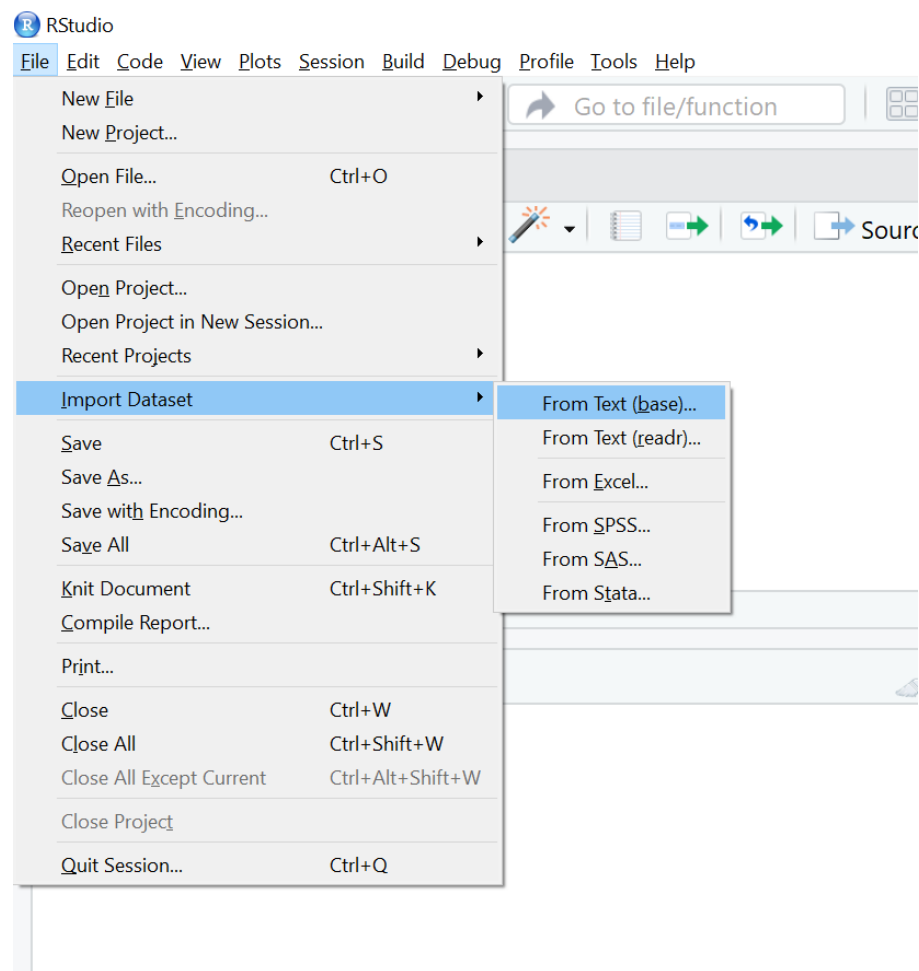 RStudio
File Edit Code View Plots Session Build Debug Profile Tools Help
New File
Go to file/function
New Project...
Open File... Ctrl+O
Reopen with Encoding...
Recent Files
Open Project...
Open Project in New Session...
Recent Projects
Import Dataset
Save Ctrl+S
Save As...
Save with Encoding...
Save All Ctrl+Alt+S
Knit Document Ctrl+Shift+K
Compile Report...
Print...
Close Ctrl+W
Close All Ctrl+Shift+W
Close All Except Current Ctrl+Alt+Shift+W
Close Project
Quit Session... Ctrl+Q
From Text (base)...
From Text (readr)...
From Excel...
From SPSS...
From SAS...
From Stata...